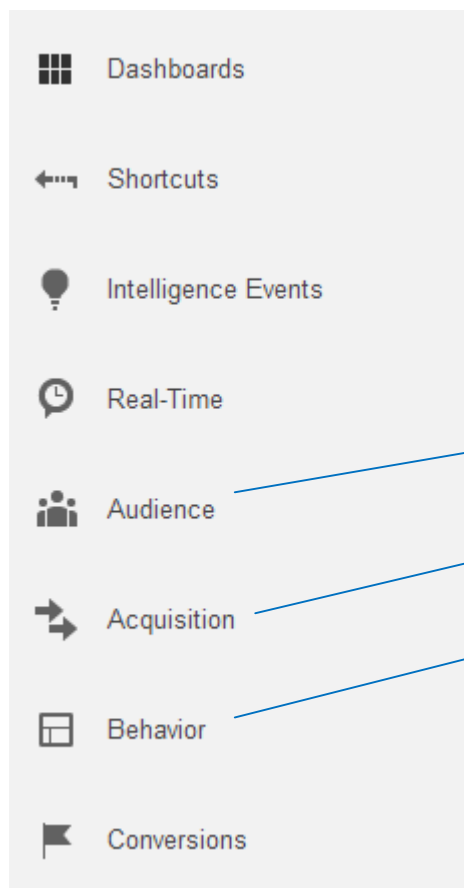 Dashboards
Shortcuts
Intelligence Events
Real-Time
Audience
Acquisition
Behavior
Conversions